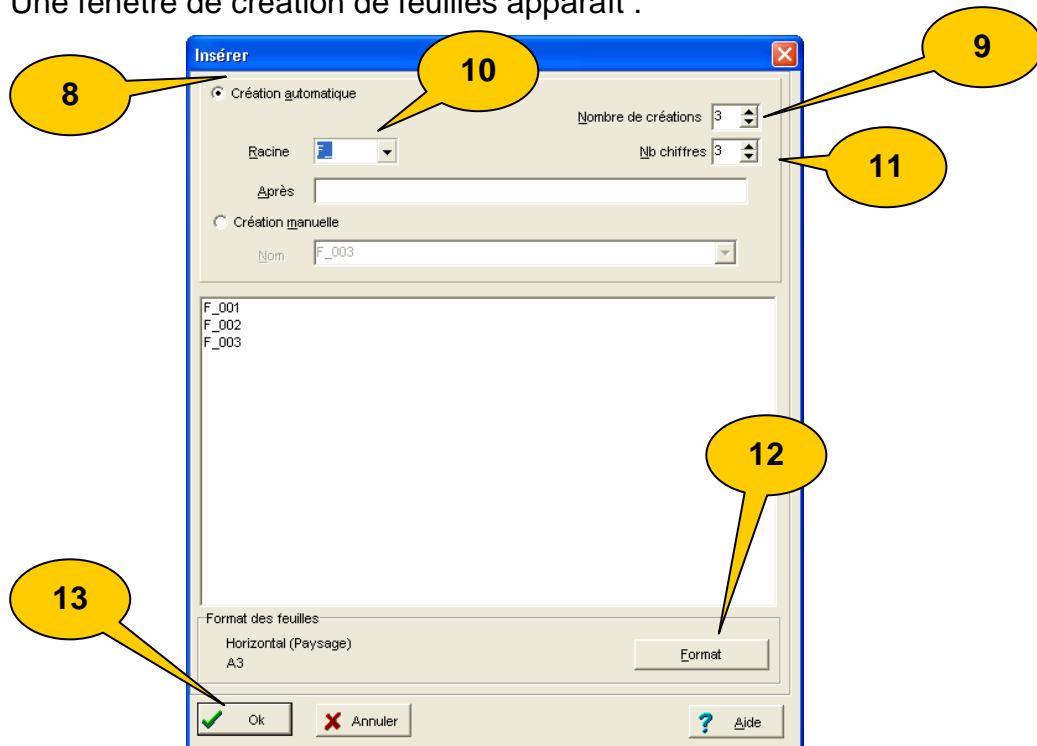 Une fenêtre de création de feuilles apparaît :
Insérer
8
10
9
Création automatique
Nombre de créations 3
Racine F_
Nb chiffres 3
11
Après
Création manuelle
Nom F_003
F_001
F_002
F_003
12
13
Format des feuilles
Horizontal (Paysage)
A3
Format
Ok
Annuler
? Aide